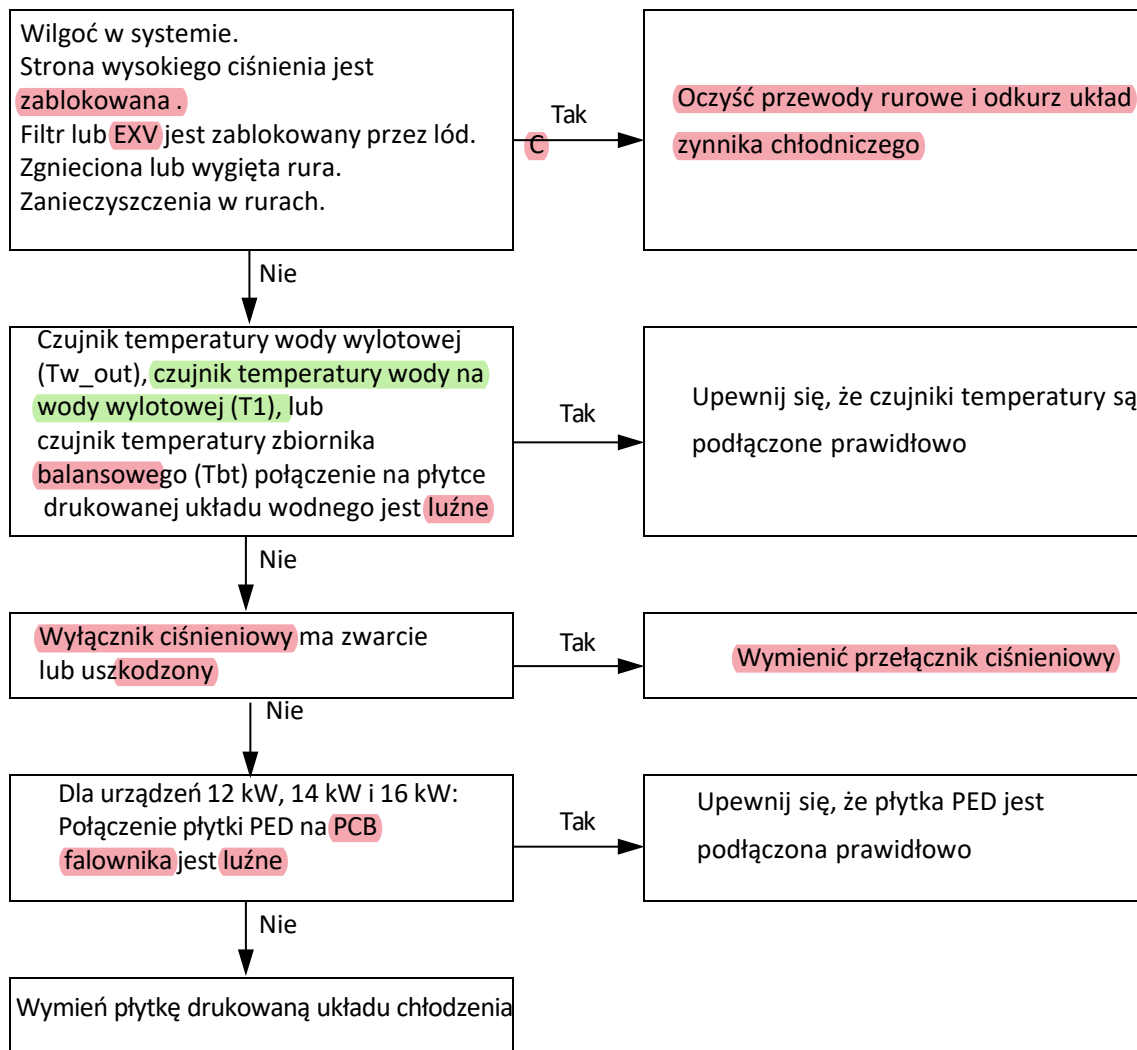 Wilgoć w systemie.
Strona wysokiego ciśnienia jest
zablokowana .
Filtr lub EXV jest zablokowany przez lód.
Zgnieciona lub wygięta rura.
Zanieczyszczenia w rurach.
Tak
C
Oczyść przewody rurowe i odkurz układ
zynnika chłodniczego
Nie
Czujnik temperatury wody wylotowej
(Tw_out), czujnik temperatury wody na
wody wylotowej (T1), lub
czujnik temperatury zbiornika
balansowego (Tbt) połączenie na płytce
drukowanej układu wodnego jest luźne
Tak
Upewnij się, że czujniki temperatury są
podłączone prawidłowo
Nie
Wyłącznik ciśnieniowy ma zwarcie
lub uszkodzony
Tak
Wymienić przełącznik ciśnieniowy
Nie
Dla urządzeń 12 kW, 14 kW i 16 kW:
Połączenie płytki PED na PCB
falownika jest luźne
Tak
Upewnij się, że płytka PED jest
podłączona prawidłowo
Nie
Wymień płytkę drukowaną układu chłodzenia